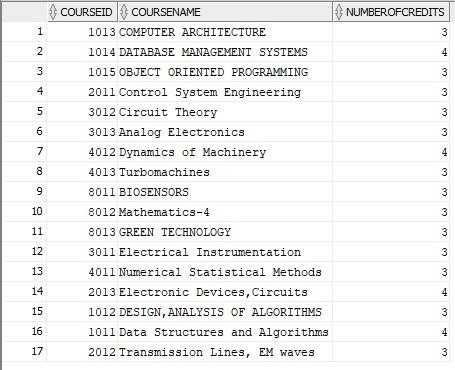 COURSEID COURSENAME NUMBEROFCREDITS
1 1013 COMPUTER ARCHITECTURE 3
2 1014 DATABASE MANAGEMENT SYSTEMS 4
3 1015 OBJECT ORIENTED PROGRAMMING 3
4 2011 Control System Engineering 3
5 3012 Circuit Theory 3
6 3013 Analog Electronics 3
7 4012 Dynamics of Machinery 4
8 4013 Turbomachines 3
9 8011 BIOSENSORS 3
10 8012 Mathematics-4 3
11 8013 GREEN TECHNOLOGY 3
12 3011 Electrical Instrumentation 3
13 4011 Numerical Statistical Methods 3
14 2013 Electronic Devices,Circuits 4
15 1012 DESIGN,ANALYSIS OF ALGORITHMS 3
16 1011 Data Structures and Algorithms 4
17 2012 Transmission Lines, EM waves 3